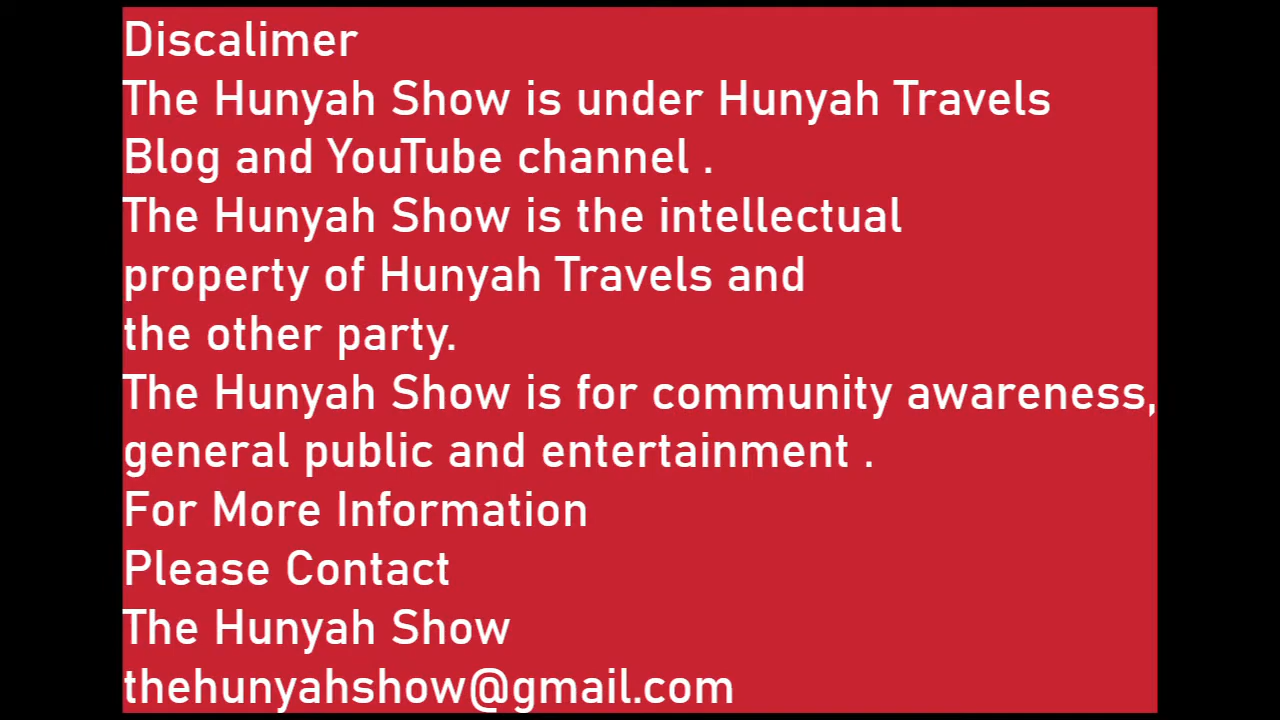 Discalimer
The Hunyah Show is under Hunyah Travels
Blog and YouTube channel .
The Hunyah Show is the intellectual
property of Hunyah Travels and
the other party.
The Hunyah Show is for community awareness,
general public and entertainment .
For More Information
Please Contact
The Hunyah Show
thehunyahshow@gmail.com